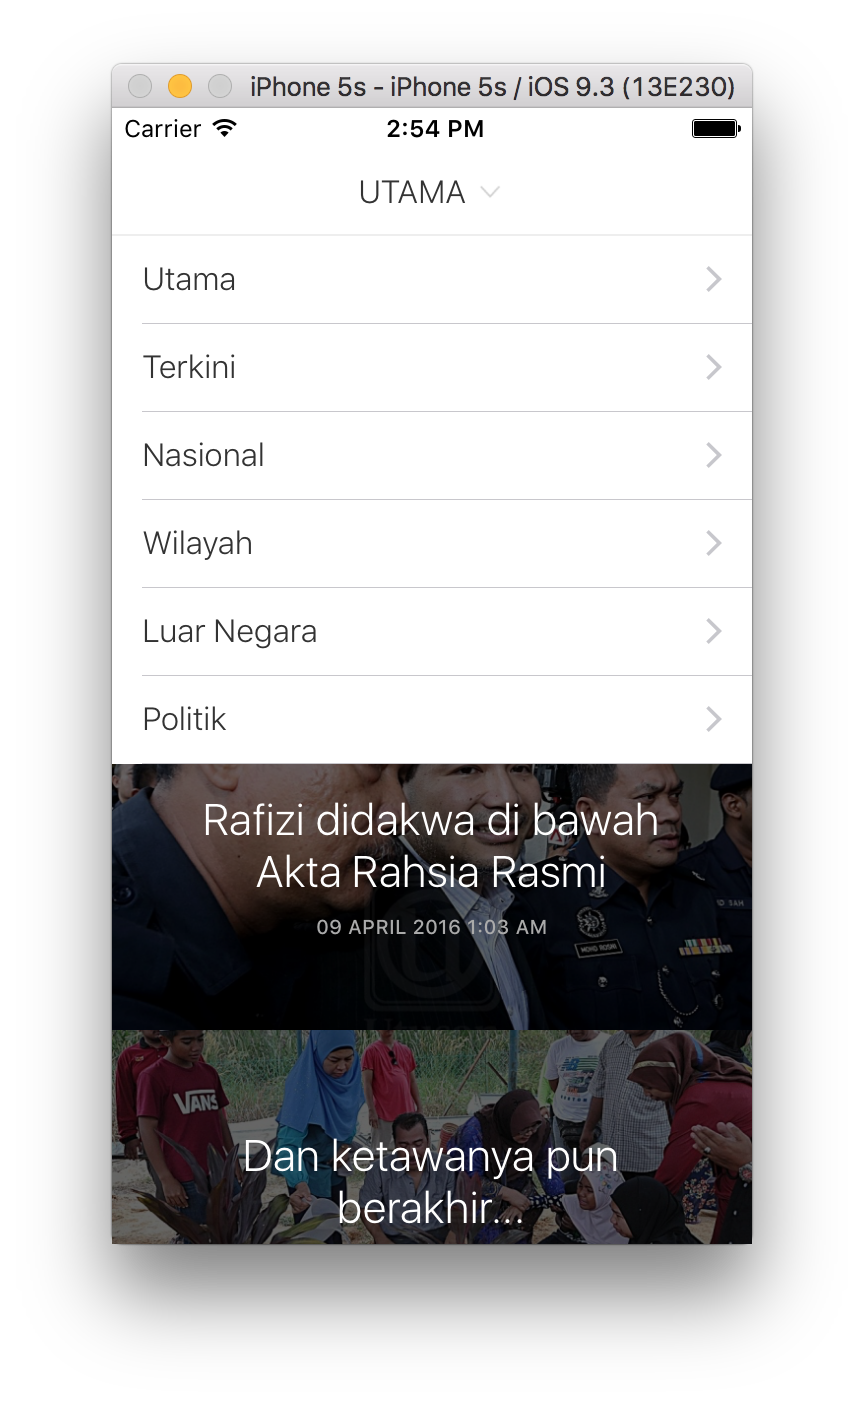 iPhone 5s - iPhone 5s / iOS 9.3 (13E230)
Carrier 2:54 PM
UTAMA
Utama
Terkini
Nasional
Wilayah
Luar Negara
Politik
Rafizi didakwa di bawah
Akta Rahsia Rasmi
09 APRIL 2016 1:03 AM
VANS
Dan ketawanya pun
berakhir...